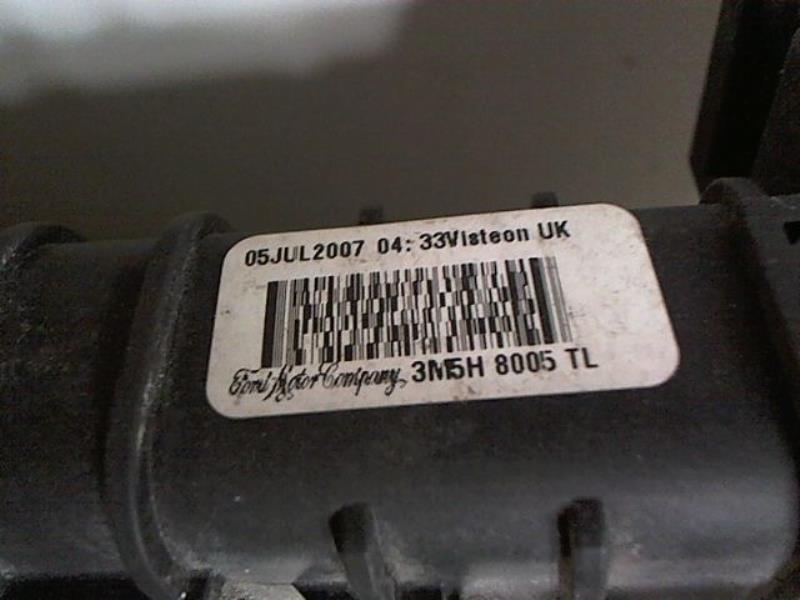 05JUL2007 04:33Visteon UK
Ford Motor Company 3M5H 8005 TL